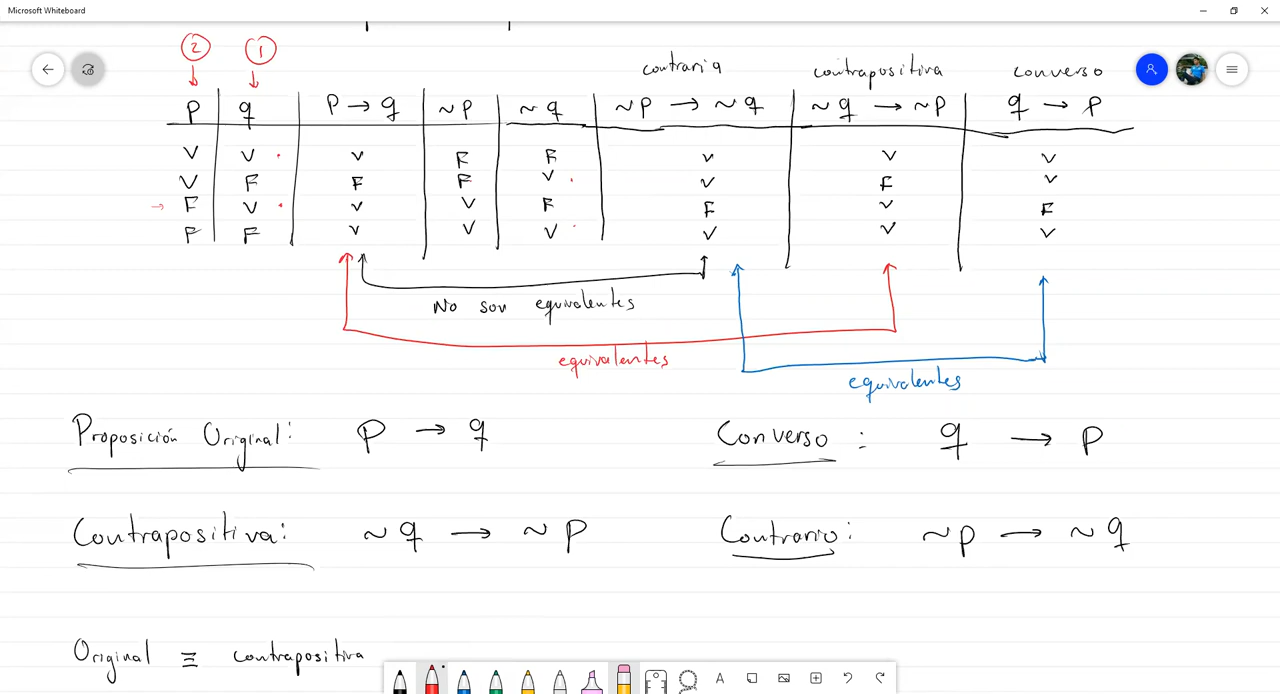 Microsoft Whiteboard
2 1
contraria contrapositiva converso
p q p → q ~p ~q ~p → ~q ~q → ~p q → p
V V V F F V V V
V F F F V V F V
F V V V F F V F
F F V V V V V V
No son equivalentes
equivalentes
equivalentes
Proposición Original: p → q Converso : q → p
Contrapositiva: ~q → ~p Contrario: ~p → ~q
Original ≡ contrapositiva
A